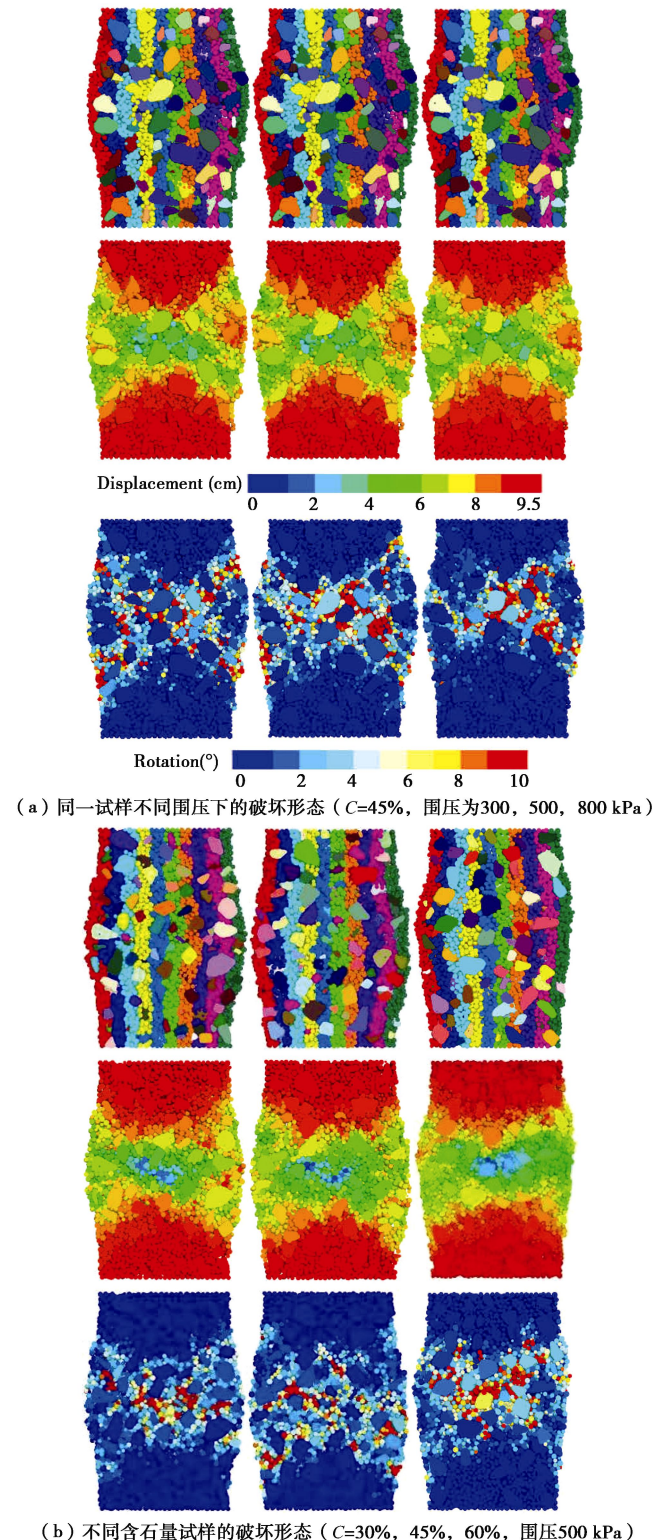 Displacement (cm)
0 2 4 6 8 9.5
Rotation(°)
0 2 4 6 8 10
（a）同一试样不同围压下的破坏形态（C=45%，围压为300，500，800 kPa）
（b）不同含石量试样的破坏形态（C=30%，45%，60%，围压500 kPa）